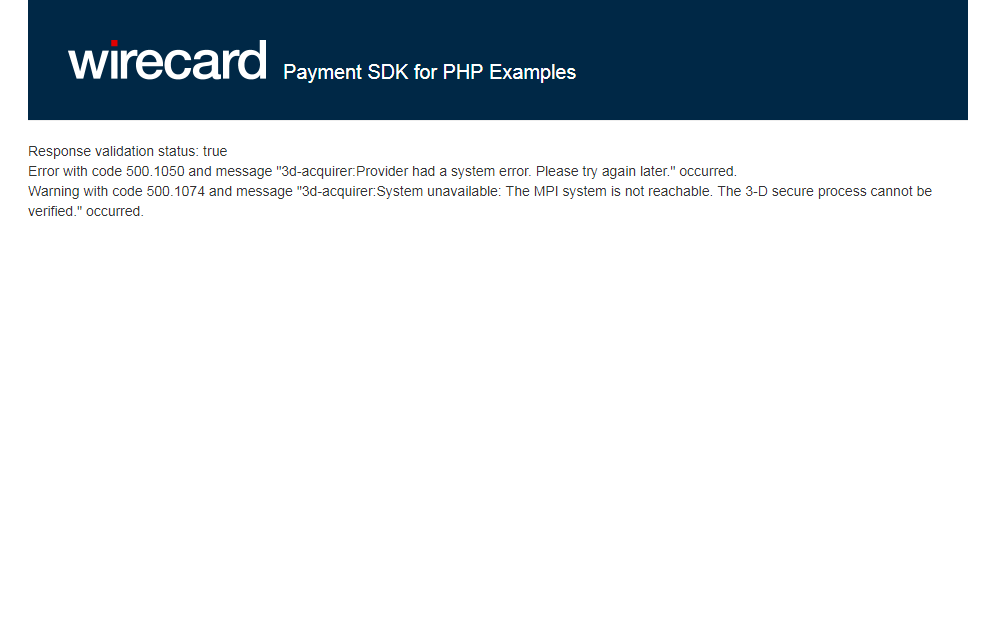 wirecard Payment SDK for PHP Examples
Response validation status: true
Error with code 500.1050 and message "3d-acquirer:Provider had a system error. Please try again later." occurred.
Warning with code 500.1074 and message "3d-acquirer:System unavailable: The MPI system is not reachable. The 3-D secure process cannot be
verified." occurred.